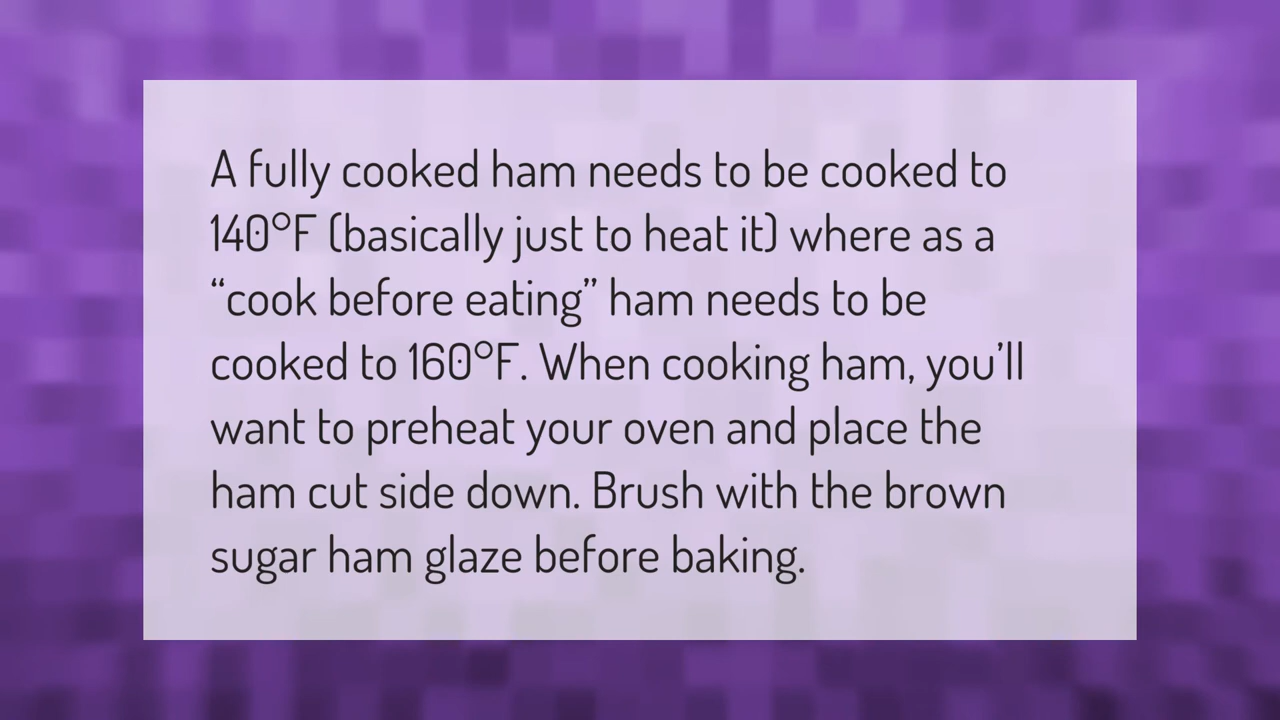 A fully cooked ham needs to be cooked to
140°F (basically just to heat it) where as a
“cook before eating” ham needs to be
cooked to 160°F. When cooking ham, you’ll
want to preheat your oven and place the
ham cut side down. Brush with the brown
sugar ham glaze before baking.